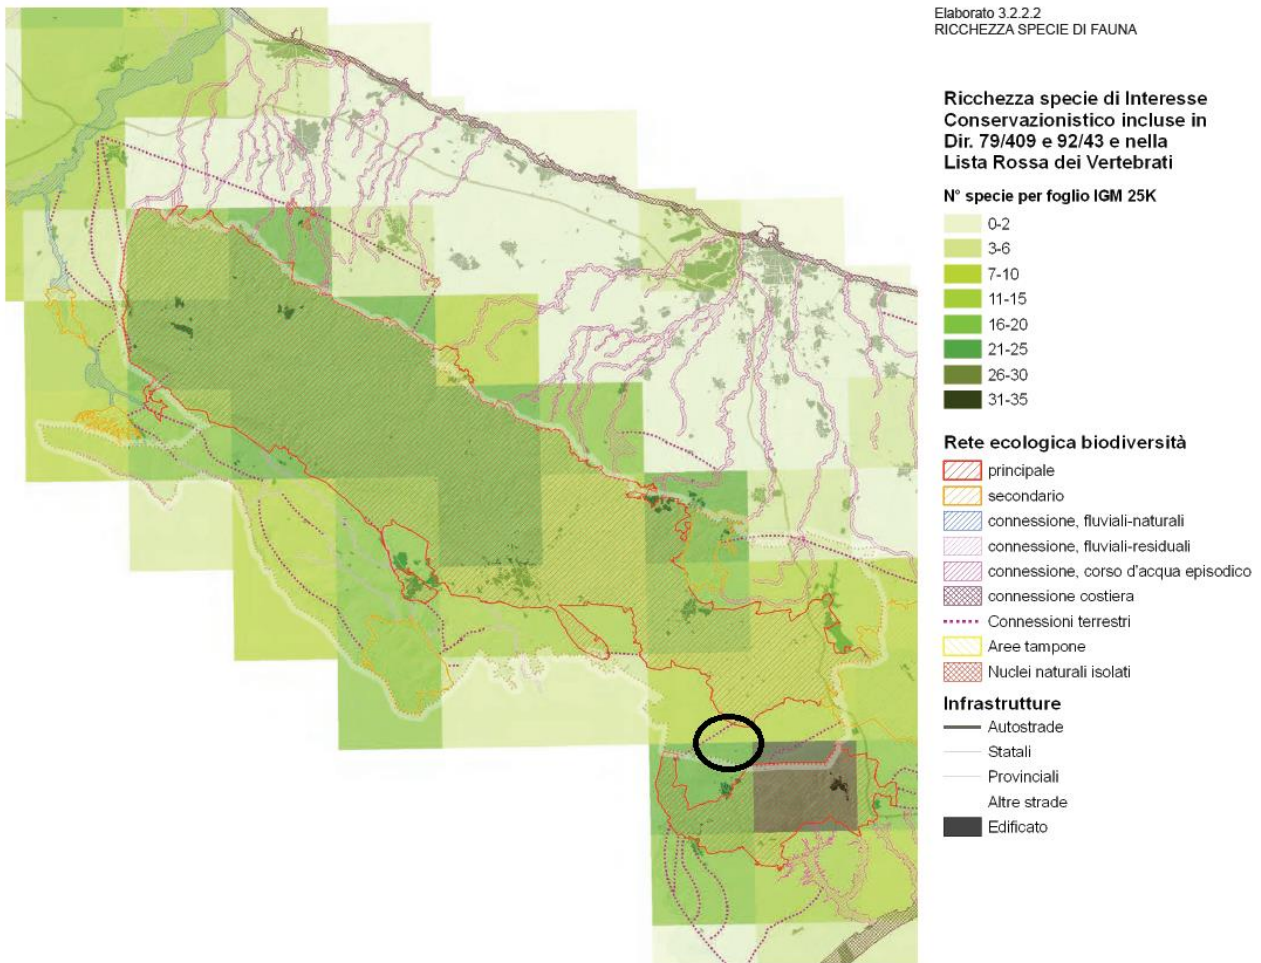 Elaborato 3.2.2.2
RICCHEZZA SPECIE DI FAUNA
Ricchezza specie di Interesse
Conservazionistico incluse in
Dir. 79/409 e 92/43 e nella
Lista Rossa dei Vertebrati
N° specie per foglio IGM 25K
0-2
3-6
7-10
11-15
16-20
21-25
26-30
31-35
Rete ecologica biodiversità
principale
secondario
connessione, fluviali-naturali
connessione, fluviali-residuali
connessione, corso d'acqua episodico
connessione costiera
Connessioni terrestri
Aree tampone
Nuclei naturali isolati
Infrastrutture
Autostrade
Statali
Provinciali
Altre strade
Edificato